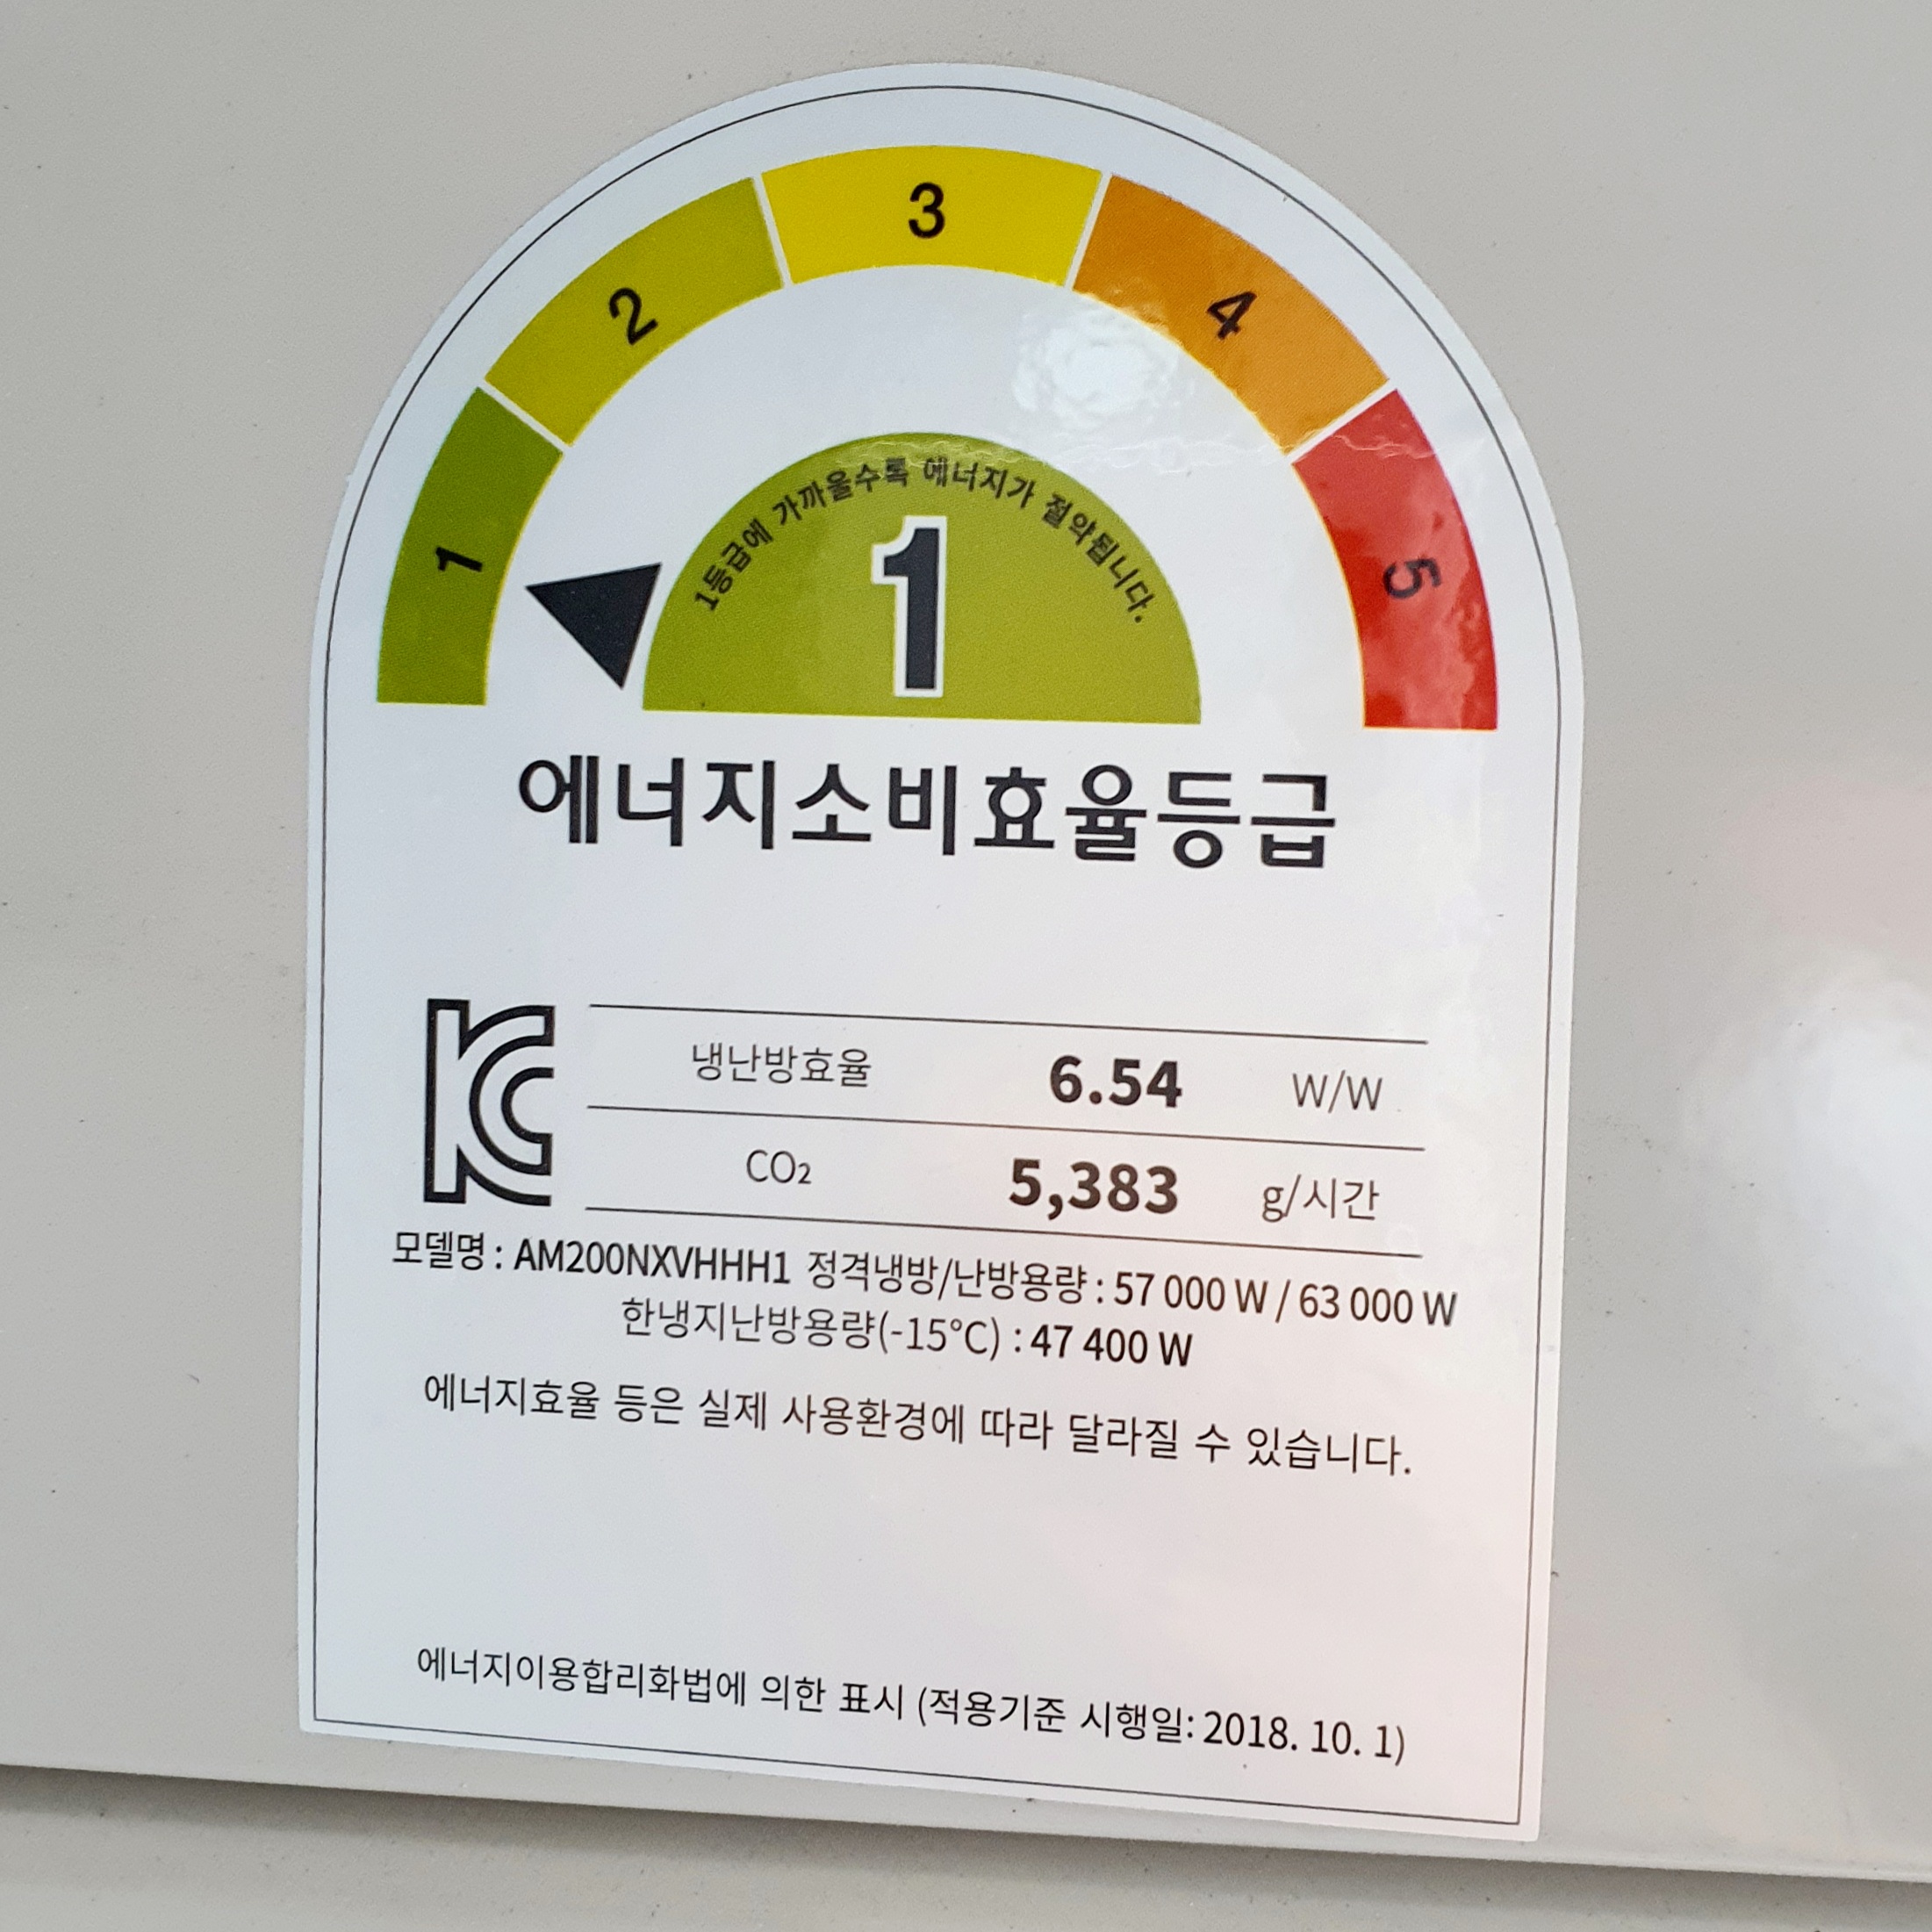 1 2 3 4 5
1등급에 가까울수록 에너지가 절약됩니다.
1
에너지소비효율등급
KC
냉난방효율 6.54 W/W
CO₂ 5,383 g/시간
모델명 : AM200NXVHHH1 정격냉방/난방용량 : 57 000 W / 63 000 W
한냉지난방용량(-15°C) : 47 400 W
에너지효율 등은 실제 사용환경에 따라 달라질 수 있습니다.
에너지이용합리화법에 의한 표시 (적용기준 시행일: 2018. 10. 1)